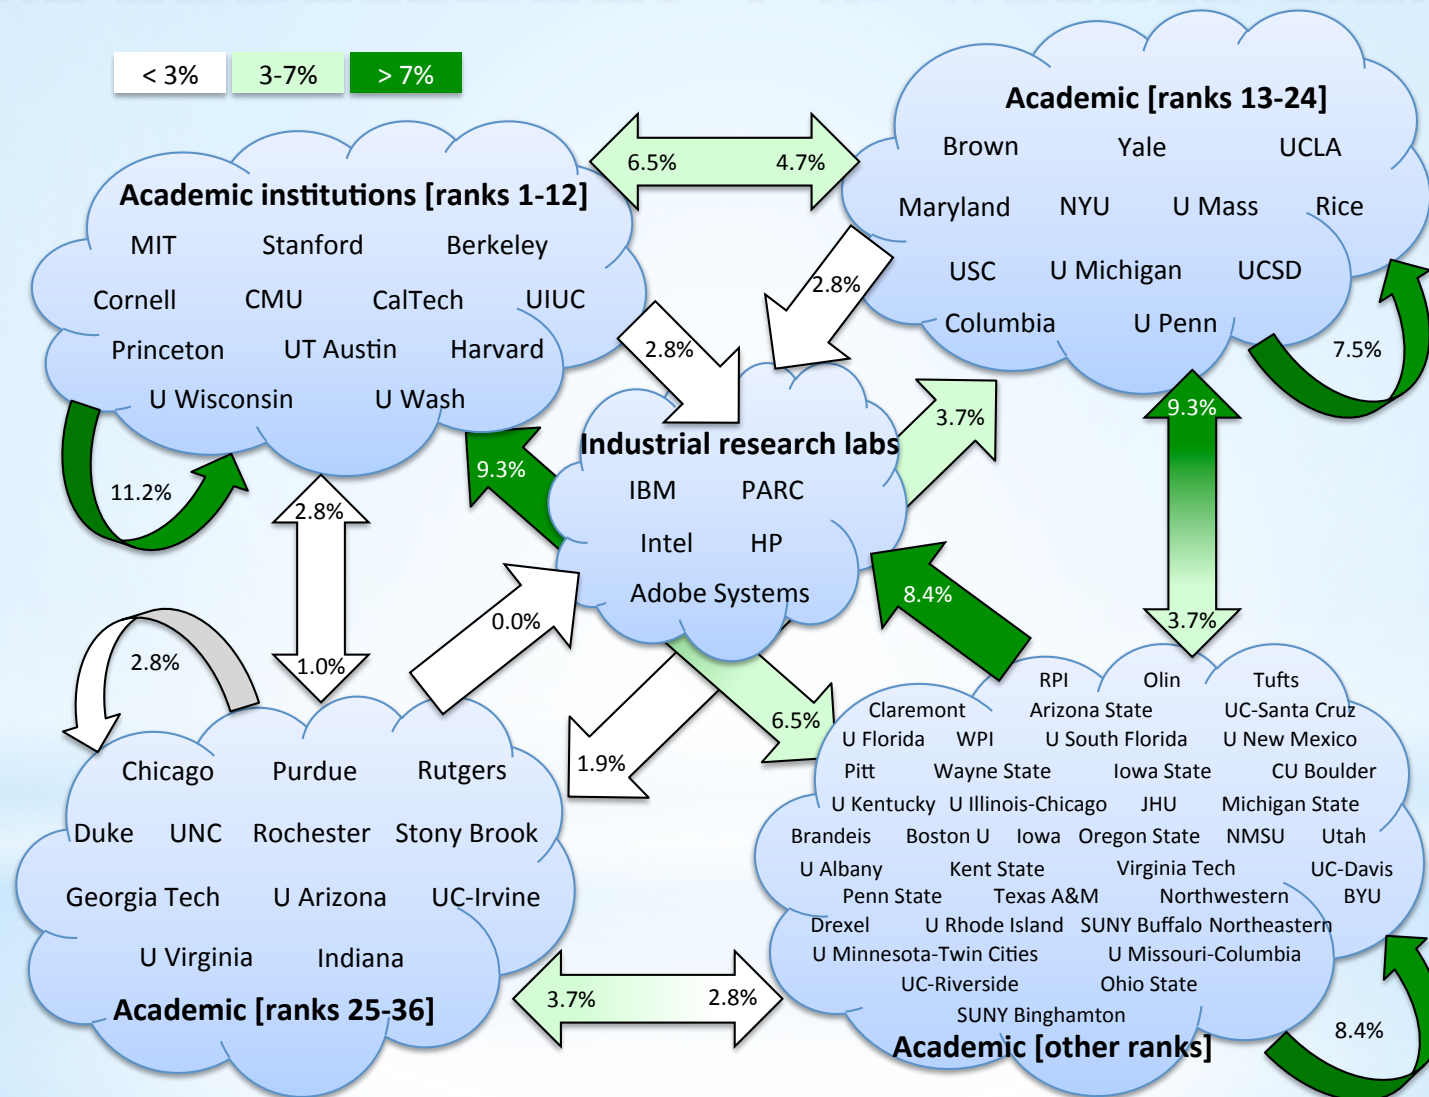 < 3% 3-7% > 7%
Academic institutions [ranks 1-12]
MIT Stanford Berkeley
Cornell CMU CalTech UIUC
Princeton UT Austin Harvard
U Wisconsin U Wash
11.2%
6.5% 4.7%
Academic [ranks 13-24]
Brown Yale UCLA
Maryland NYU U Mass Rice
USC U Michigan UCSD
Columbia U Penn
7.5%
2.8%
2.8%
3.7%
9.3%
Industrial research labs
IBM PARC
Intel HP
Adobe Systems
9.3%
3.7%
8.4%
2.8%
1.0%
0.0%
2.8%
1.9%
6.5%
Chicago Purdue Rutgers
Duke UNC Rochester Stony Brook
Georgia Tech U Arizona UC-Irvine
U Virginia Indiana
Academic [ranks 25-36]
3.7% 2.8%
RPI Olin Tufts
Claremont Arizona State UC-Santa Cruz
U Florida WPI U South Florida U New Mexico
Pitt Wayne State Iowa State CU Boulder
U Kentucky U Illinois-Chicago JHU Michigan State
Brandeis Boston U Iowa Oregon State NMSU Utah
U Albany Kent State Virginia Tech UC-Davis
Penn State Texas A&M Northwestern BYU
Drexel U Rhode Island SUNY Buffalo Northeastern
U Minnesota-Twin Cities U Missouri-Columbia
UC-Riverside Ohio State
SUNY Binghamton
Academic [other ranks]
8.4%